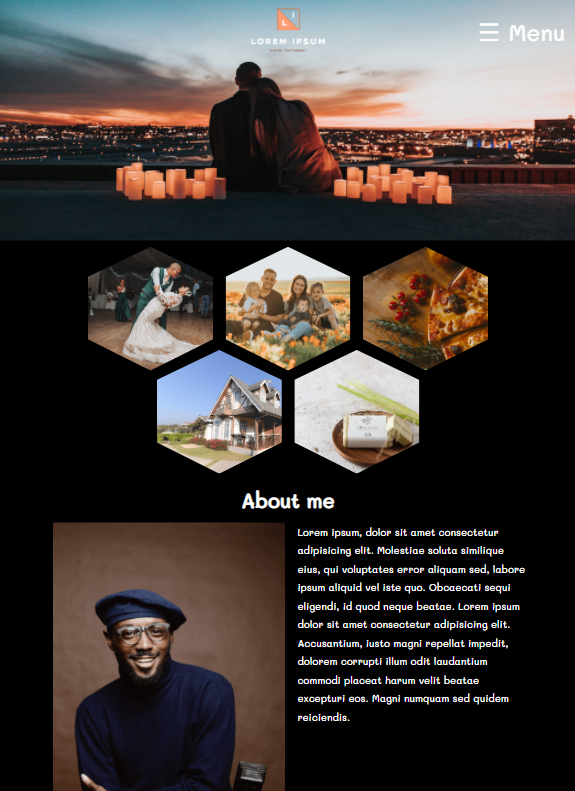 LOREM IPSUM
☰ Menu
About me
Lorem ipsum, dolor sit amet consectetur
adipisicing elit. Molestiae soluta similique
eius, qui voluptates error aliquam sed, labore
ipsum aliquid vel iste quo. Obcaecati sequi
eligendi, id quod neque beatae. Lorem ipsum
dolor sit amet consectetur adipisicing elit.
Accusantium, iusto magni repellat impedit,
dolorem corrupti illum odit laudantium
commodi placeat harum velit beatae
excepturi eos. Magni numquam sed quidem
reiciendis.